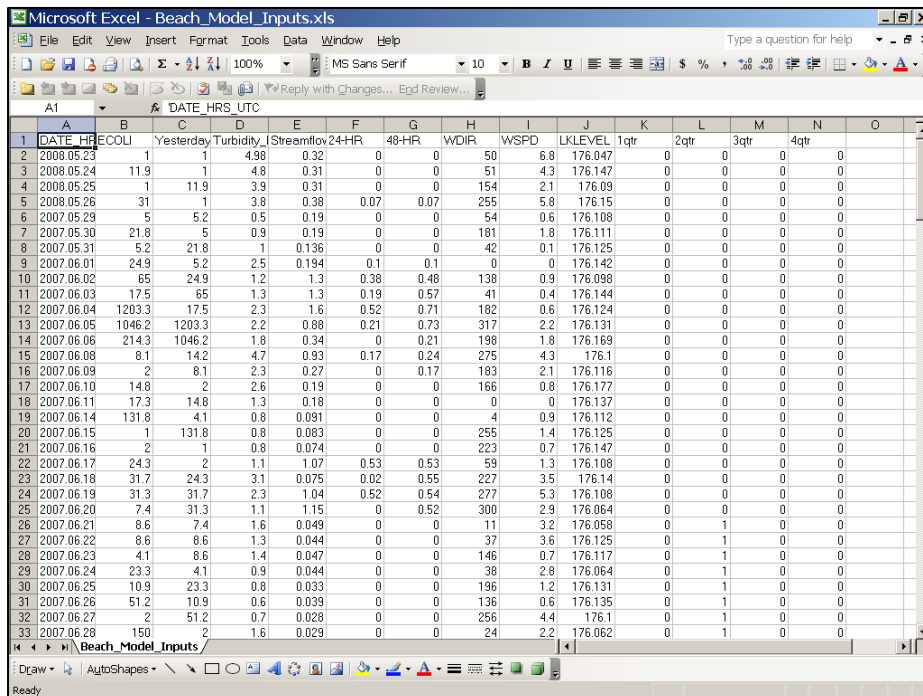 Microsoft Excel - Beach_Model_Inputs.xls
File Edit View Insert Format Tools Data Window Help Type a question for help
100% MS Sans Serif 10 B I U $ % ,
Reply with Changes... End Review...
A1 fx 'DATE_HRS_UTC
A B C D E F G H I J K L M N O
1 DATE_HR ECOLI Yesterday Turbidity_ Streamflov 24-HR 48-HR WDIR WSPD LKLEVEL 1qtr 2qtr 3qtr 4qtr
2 2008.05.23 1 1 4.98 0.32 0 0 50 6.8 176.047 0 0 0 0
3 2008.05.24 11.9 1 4.8 0.31 0 0 51 4.3 176.147 0 0 0 0
4 2008.05.25 1 11.9 3.9 0.31 0 0 154 2.1 176.09 0 0 0 0
5 2008.05.26 31 1 3.8 0.38 0.07 0.07 255 5.8 176.15 0 0 0 0
6 2007.05.29 5 5.2 0.5 0.19 0 0 54 0.6 176.108 0 0 0 0
7 2007.05.30 21.8 5 0.9 0.19 0 0 181 1.8 176.111 0 0 0 0
8 2007.05.31 5.2 21.8 1 0.136 0 0 42 0.1 176.125 0 0 0 0
9 2007.06.01 24.9 5.2 2.5 0.194 0.1 0.1 0 0 176.142 0 0 0 0
10 2007.06.02 65 24.9 1.2 1.3 0.38 0.48 138 0.9 176.098 0 0 0 0
11 2007.06.03 17.5 65 1.3 1.3 0.19 0.57 41 0.4 176.144 0 0 0 0
12 2007.06.04 1203.3 17.5 2.3 1.6 0.52 0.71 182 0.6 176.124 0 0 0 0
13 2007.06.05 1046.2 1203.3 2.2 0.88 0.21 0.73 317 2.2 176.131 0 0 0 0
14 2007.06.06 214.3 1046.2 1.8 0.34 0 0.21 198 1.8 176.169 0 0 0 0
15 2007.06.08 8.1 14.2 4.7 0.93 0.17 0.24 275 4.3 176.1 0 0 0 0
16 2007.06.09 2 8.1 2.3 0.27 0 0.17 183 2.1 176.116 0 0 0 0
17 2007.06.10 14.8 2 2.6 0.19 0 0 166 0.8 176.177 0 0 0 0
18 2007.06.11 17.3 14.8 1.3 0.18 0 0 0 0 176.137 0 0 0 0
19 2007.06.14 131.8 4.1 0.8 0.091 0 0 4 0.9 176.112 0 0 0 0
20 2007.06.15 1 131.8 0.8 0.083 0 0 255 1.4 176.125 0 0 0 0
21 2007.06.16 2 1 0.8 0.074 0 0 223 0.7 176.147 0 0 0 0
22 2007.06.17 24.3 2 1.1 1.07 0.53 0.53 59 1.3 176.108 0 0 0 0
23 2007.06.18 31.7 24.3 3.1 0.075 0.02 0.55 227 3.5 176.14 0 0 0 0
24 2007.06.19 31.3 31.7 2.3 1.04 0.52 0.54 277 5.3 176.108 0 0 0 0
25 2007.06.20 7.4 31.3 1.1 1.15 0 0.52 300 2.9 176.064 0 0 0 0
26 2007.06.21 8.6 7.4 1.6 0.049 0 0 11 3.2 176.058 0 1 0 0
27 2007.06.22 8.6 8.6 1.3 0.044 0 0 37 3.6 176.125 0 1 0 0
28 2007.06.23 4.1 8.6 1.4 0.047 0 0 146 0.7 176.117 0 1 0 0
29 2007.06.24 23.3 4.1 0.9 0.044 0 0 38 2.8 176.064 0 1 0 0
30 2007.06.25 10.9 23.3 0.8 0.033 0 0 196 1.2 176.131 0 1 0 0
31 2007.06.26 51.2 10.9 0.6 0.039 0 0 136 0.6 176.135 0 1 0 0
32 2007.06.27 2 51.2 0.7 0.028 0 0 256 4.4 176.1 0 1 0 0
33 2007.06.28 150 2 1.6 0.029 0 0 24 2.2 176.062 0 1 0 0
Beach_Model_Inputs
Draw AutoShapes
Ready